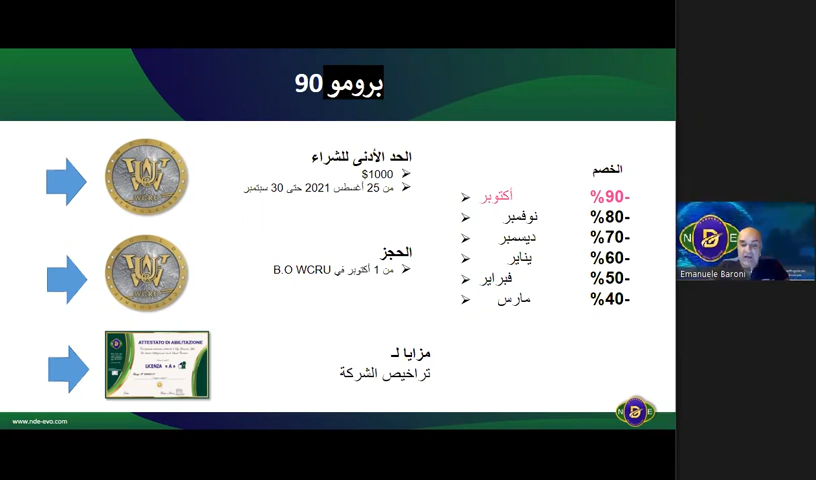 برومو 90
الخصم
أكتوبر -90%
نوفمبر -80%
ديسمبر -70%
يناير -60%
فبراير -50%
مارس -40%
الحد الأدنى للشراء
1000$
من 25 أغسطس 2021 حتى 30 سبتمبر
الحجز
من 1 أكتوبر في B.O WCRU
مزايا لـ
تراخيص الشركة
WCRU
WCRU
ATTESTATO DI ABILITAZIONE
LICENZA "A"
www.nde-evo.com
N D E
N D E
Emanuele Baroni